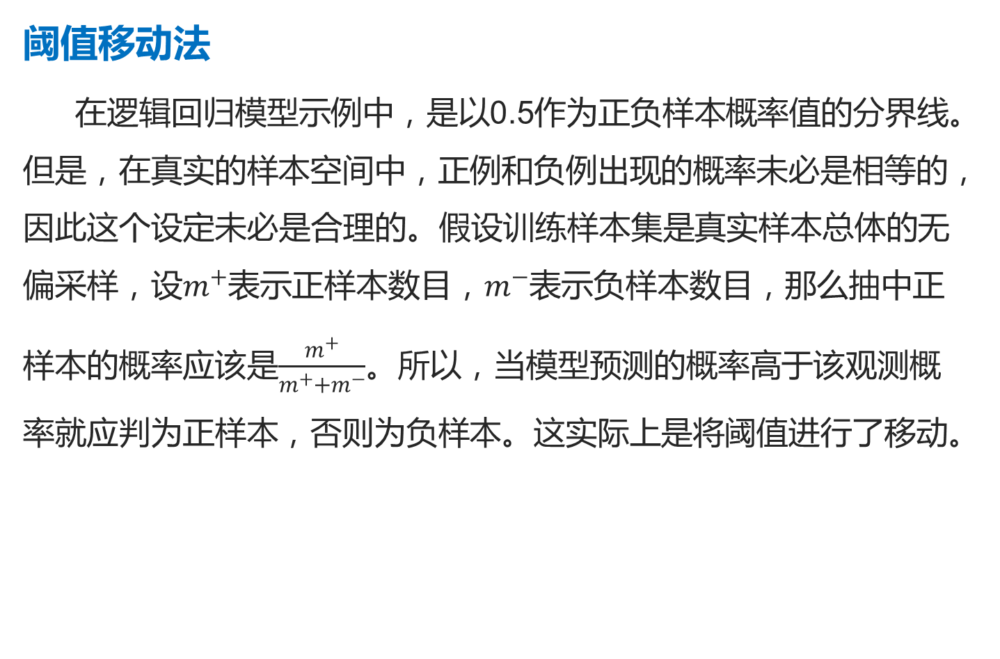 阈值移动法
在逻辑回归模型示例中，是以0.5作为正负样本概率值的分界线。
但是，在真实的样本空间中，正例和负例出现的概率未必是相等的，
因此这个设定未必是合理的。假设训练样本集是真实样本总体的无
偏采样，设$m^+$表示正样本数目，$m^-$表示负样本数目，那么抽中正
样本的概率应该是$\frac{m^+}{m^++m^-}$。所以，当模型预测的概率高于该观测概
率就应判为正样本，否则为负样本。这实际上是将阈值进行了移动。